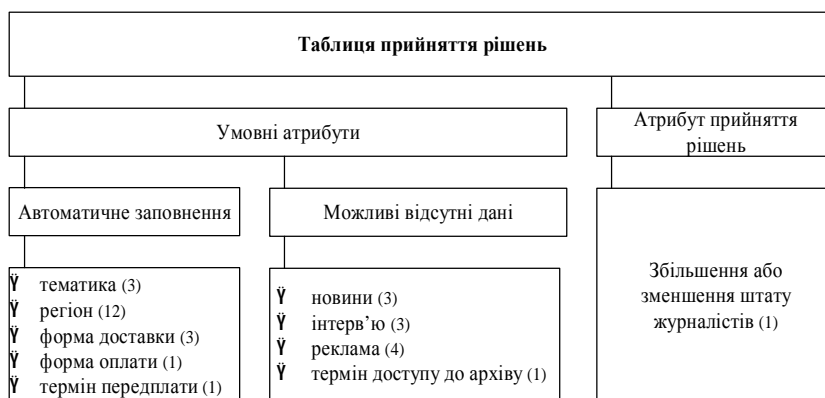 Таблиця прийняття рішень
Умовні атрибути
Атрибут прийняття
рішень
Автоматичне заповнення
Можливі відсутні дані
Ÿ тематика (3)
Ÿ регіон (12)
Ÿ форма доставки (3)
Ÿ форма оплати (1)
Ÿ термін передплати (1)
Ÿ новини (3)
Ÿ інтерв’ю (3)
Ÿ реклама (4)
Ÿ термін доступу до архіву (1)
Збільшення або
зменшення штату
журналістів (1)